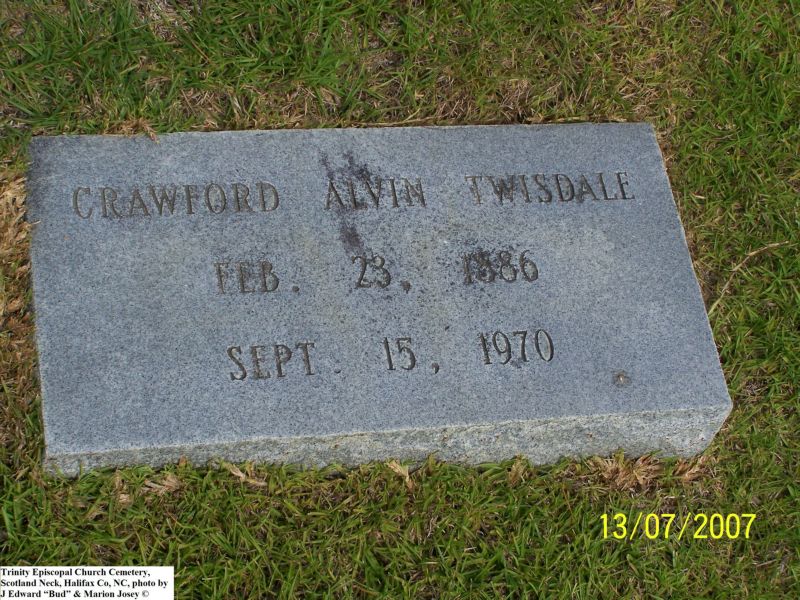 CRAWFORD ALVIN TWISDALE
FEB. 23, 1886
SEPT. 15, 1970
13/07/2007
Trinity Episcopal Church Cemetery,
Scotland Neck, Halifax Co, NC, photo by
J Edward “Bud” & Marion Josey ©